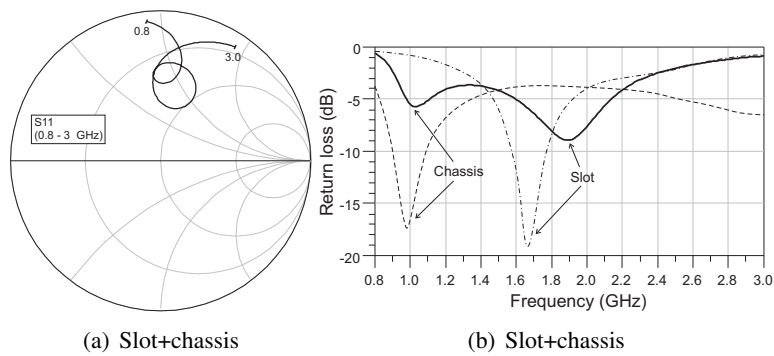 0.8
3.0
S11
(0.8 - 3 GHz)
(a) Slot+chassis
Return loss (dB)
0
-5
-10
-15
-20
Chassis
Slot
0.8 1.0 1.2 1.4 1.6 1.8 2.0 2.2 2.4 2.6 2.8 3.0
Frequency (GHz)
(b) Slot+chassis